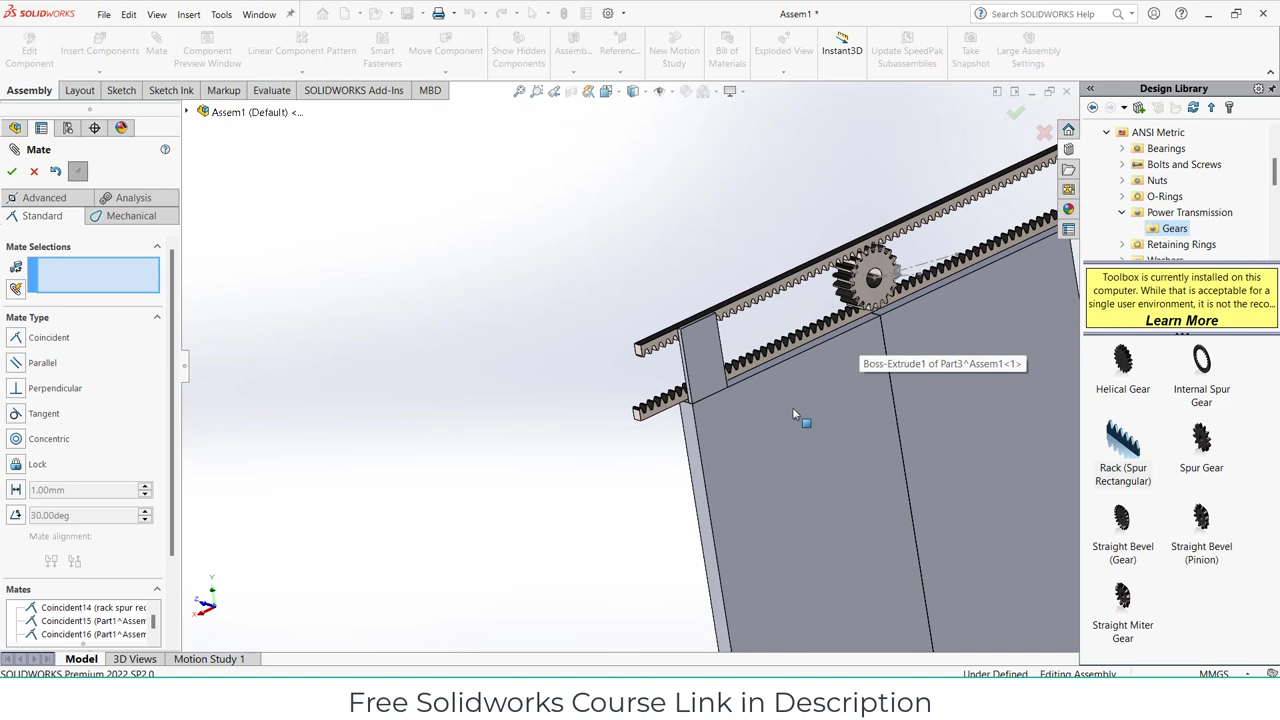 SOLIDWORKS File Edit View Insert Tools Window Assem1 * Search SOLIDWORKS Help
Edit Component
Insert Components
Mate
Component Preview Window
Linear Component Pattern
Smart Fasteners
Move Component
Show Hidden Components
Assemb...
Referenc...
New Motion Study
Bill of Materials
Exploded View
Instant3D
Update SpeedPak Subassemblies
Take Snapshot
Large Assembly Settings
Assembly Layout Sketch Sketch Ink Markup Evaluate SOLIDWORKS Add-Ins MBD
Assem1 (Default) <...
Mate
Advanced Analysis
Standard Mechanical
Mate Selections
Mate Type
Coincident
Parallel
Perpendicular
Tangent
Concentric
Lock
1.00mm
30.00deg
Mate alignment:
Mates
Coincident14 (rack spur rec
Coincident15 (Part1^Assem
Coincident16 (Part1^Assem
Boss-Extrude1 of Part3^Assem1<1>
Y
Z
X
Design Library
ANSI Metric
Bearings
Bolts and Screws
Nuts
O-Rings
Power Transmission
Gears
Retaining Rings
Toolbox is currently installed on this
computer. While that is acceptable for a
single user environment, it is not the reco...
Learn More
Helical Gear
Internal Spur Gear
Rack (Spur Rectangular)
Spur Gear
Straight Bevel (Gear)
Straight Bevel (Pinion)
Straight Miter Gear
Model 3D Views Motion Study 1
SOLIDWORKS Premium 2022 SP2.0 Under Defined Editing Assembly MMGS
Free Solidworks Course Link in Description